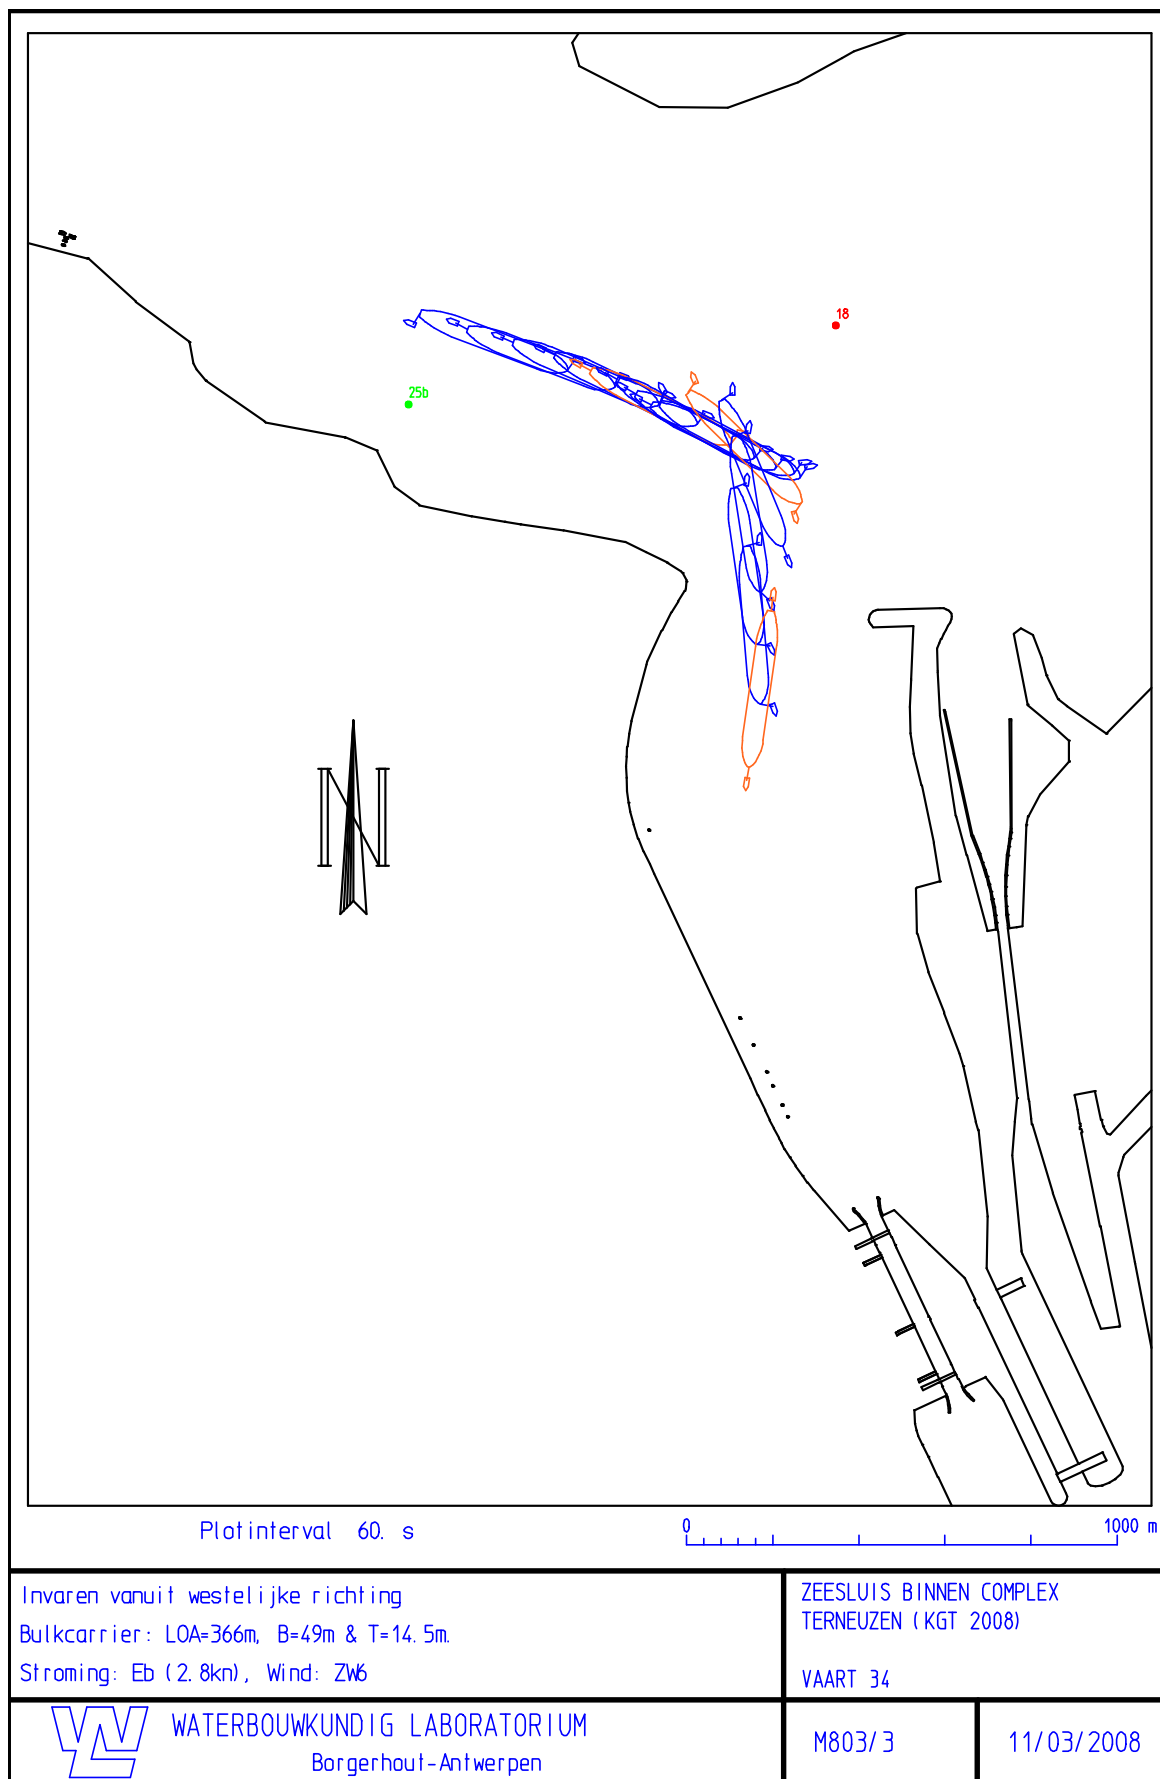 18
25b
N
Plotinterval 60. s
0 1000 m
Invaren vanuit westelijke richting
Bulkcarrier: LOA=366m, B=49m & T=14.5m.
Stroming: Eb (2.8kn), Wind: ZW6
ZEESLUIS BINNEN COMPLEX
TERNEUZEN (KGT 2008)
VAART 34
WL
WATERBOUWKUNDIG LABORATORIUM
Borgerhout-Antwerpen
M803/3
11/03/2008